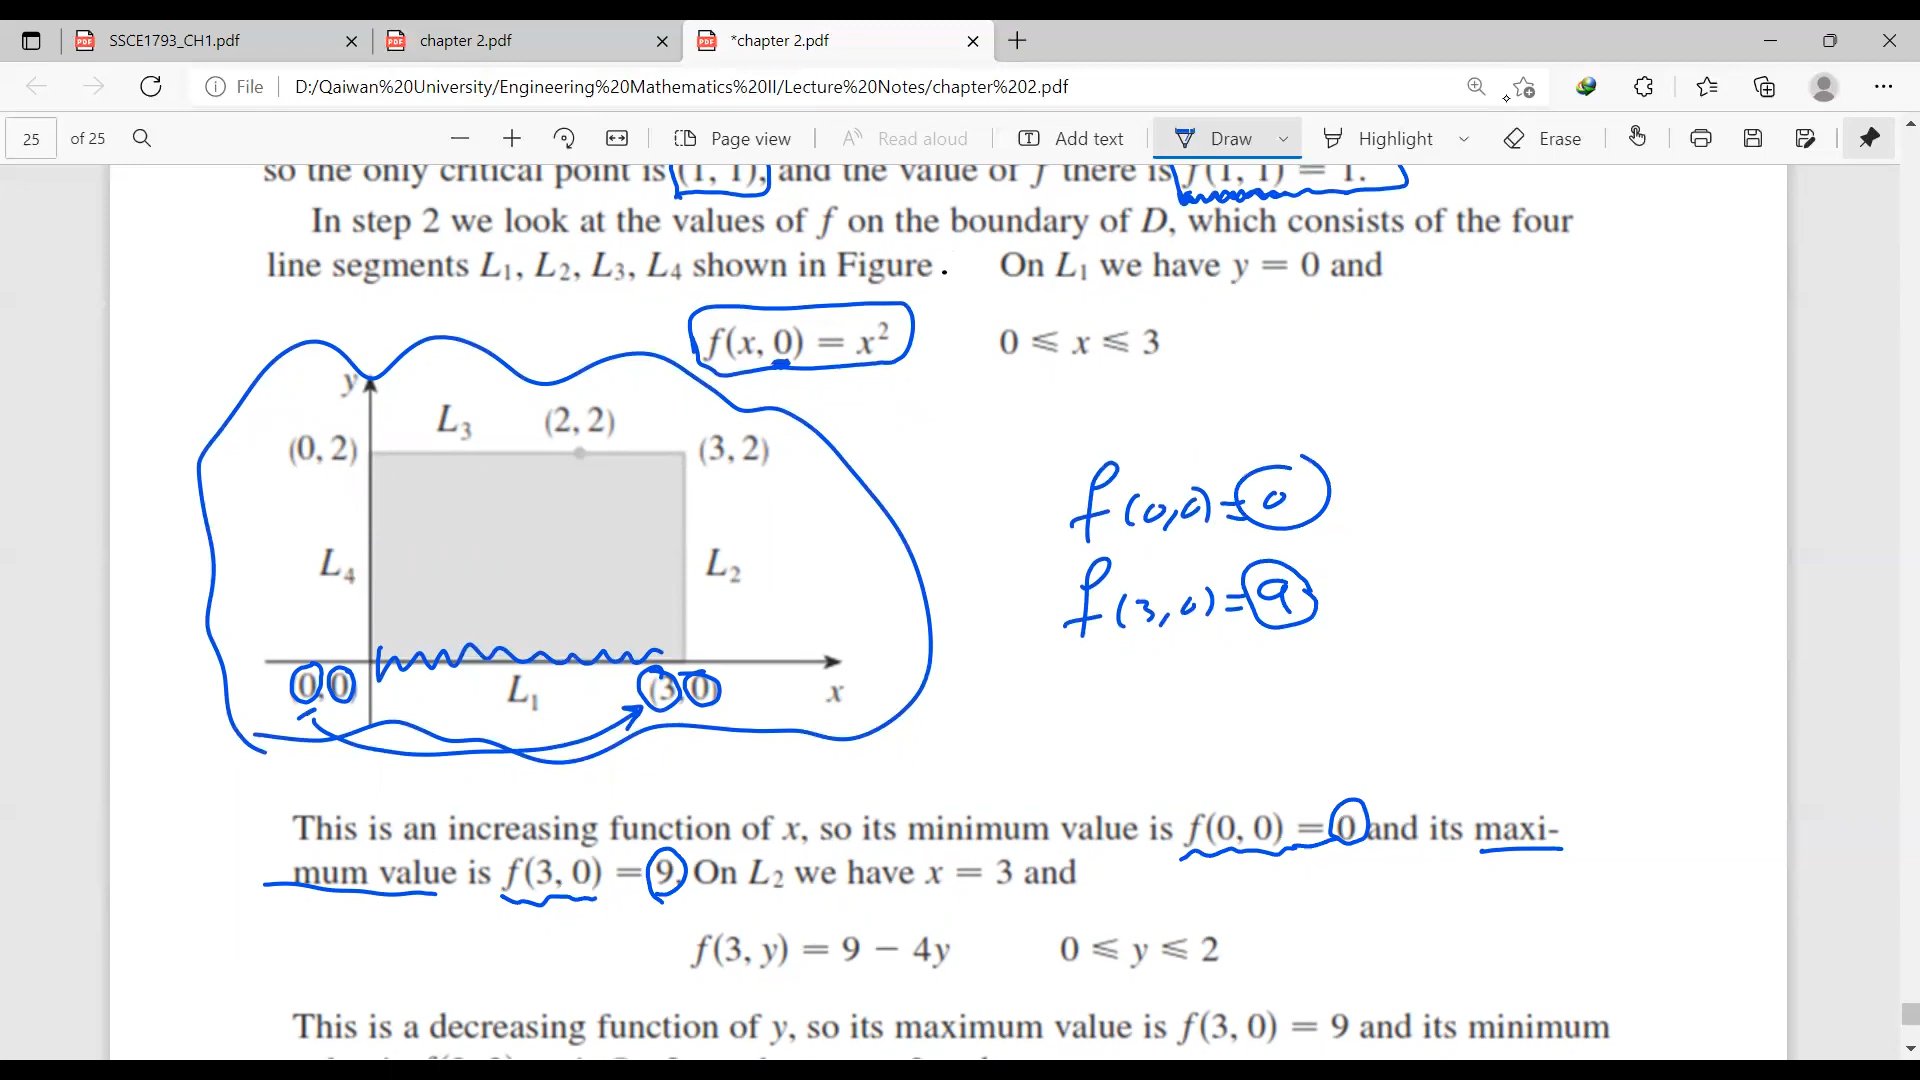 SSCE1793_CH1.pdf
chapter 2.pdf
*chapter 2.pdf
File D:/Qaiwan%20University/Engineering%20Mathematics%20II/Lecture%20Notes/chapter%202.pdf
25 of 25 Page view Read aloud Add text Draw Highlight Erase
so the only critical point is (1, 1), and the value of f there is f(1, 1) = 1.
In step 2 we look at the values of f on the boundary of D, which consists of the four
line segments L₁, L₂, L₃, L₄ shown in Figure . On L₁ we have y = 0 and
f(x, 0) = x² 0 ⩽ x ⩽ 3
y
L₃ (2, 2)
(0, 2) (3, 2)
f(0,0)=0
L₄ L₂
f(3,0)=9
0,0 L₁ (3,0) x
This is an increasing function of x, so its minimum value is f(0, 0) = 0 and its maxi-
mum value is f(3, 0) = 9. On L₂ we have x = 3 and
f(3, y) = 9 − 4y 0 ⩽ y ⩽ 2
This is a decreasing function of y, so its maximum value is f(3, 0) = 9 and its minimum